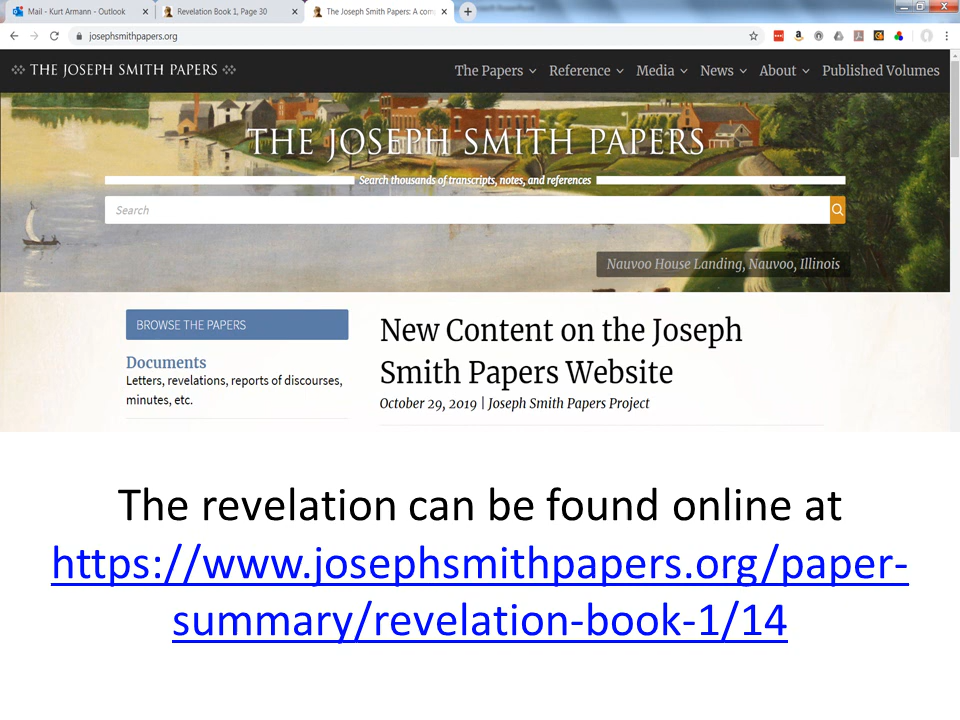 Mail - Kurt Armann - Outlook
Revelation Book 1, Page 30
The Joseph Smith Papers: A com
josephsmithpapers.org
THE JOSEPH SMITH PAPERS
The Papers Reference Media News About Published Volumes
THE JOSEPH SMITH PAPERS
Search thousands of transcripts, notes, and references
Search
Nauvoo House Landing, Nauvoo, Illinois
BROWSE THE PAPERS
Documents
Letters, revelations, reports of discourses,
minutes, etc.
New Content on the Joseph
Smith Papers Website
October 29, 2019 | Joseph Smith Papers Project
The revelation can be found online at
https://www.josephsmithpapers.org/paper-
summary/revelation-book-1/14